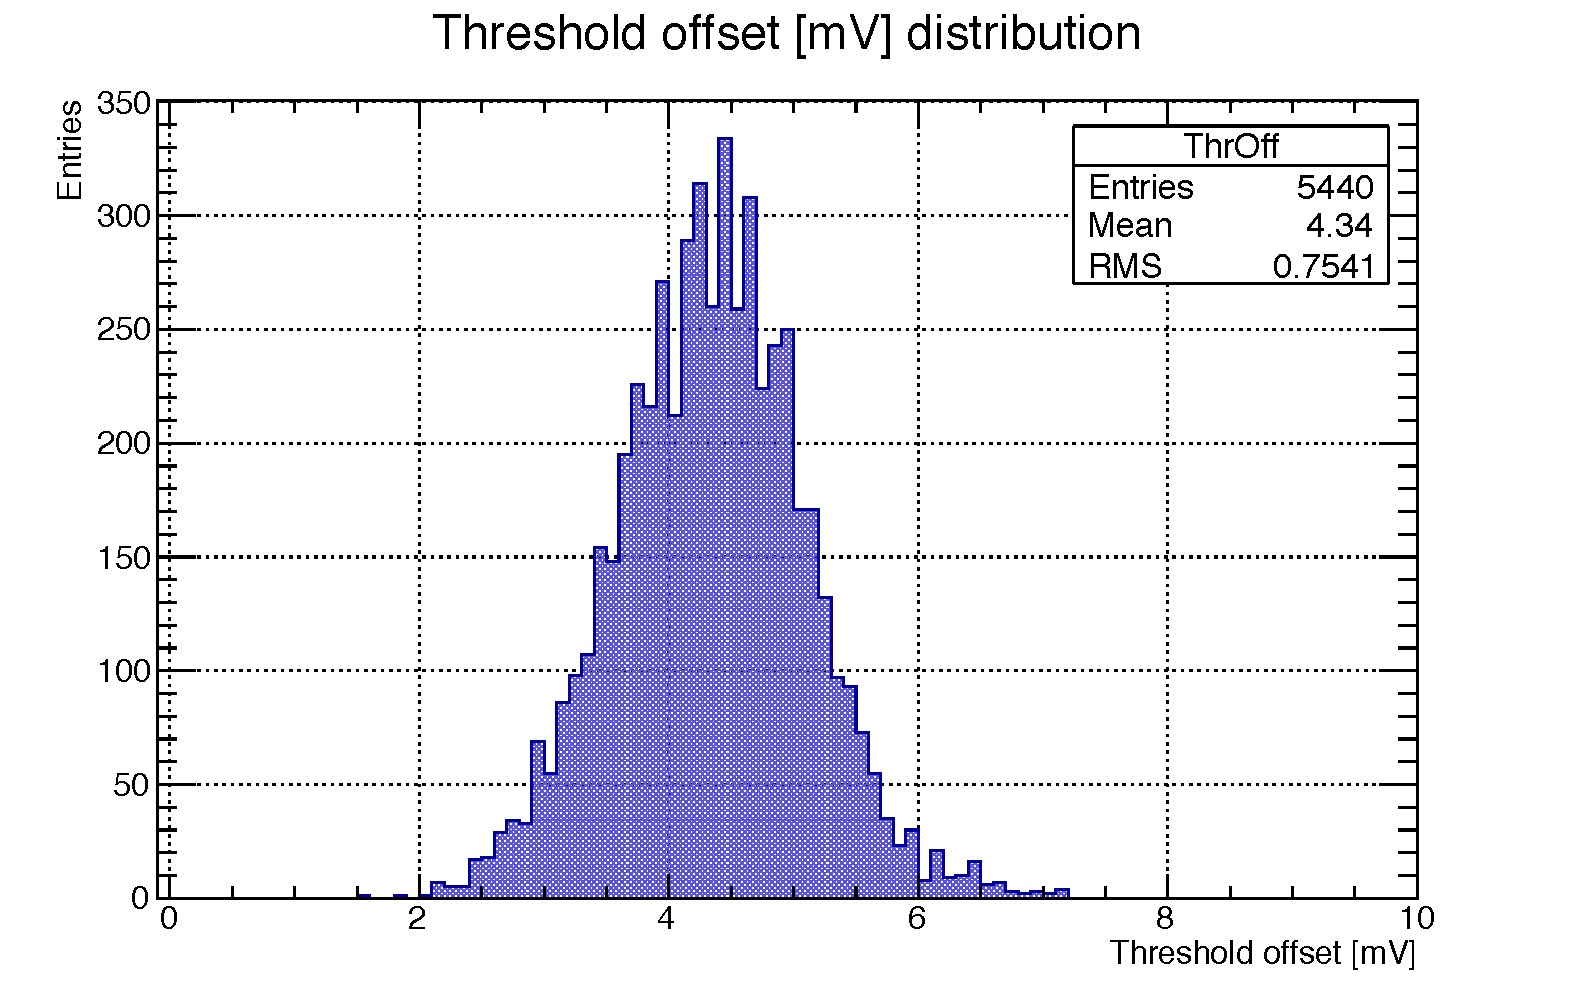 Threshold offset [mV] distribution
Entries
350
300
250
200
150
100
50
0
ThrOff
Entries 5440
Mean 4.34
RMS 0.7541
0 2 4 6 8 10
Threshold offset [mV]